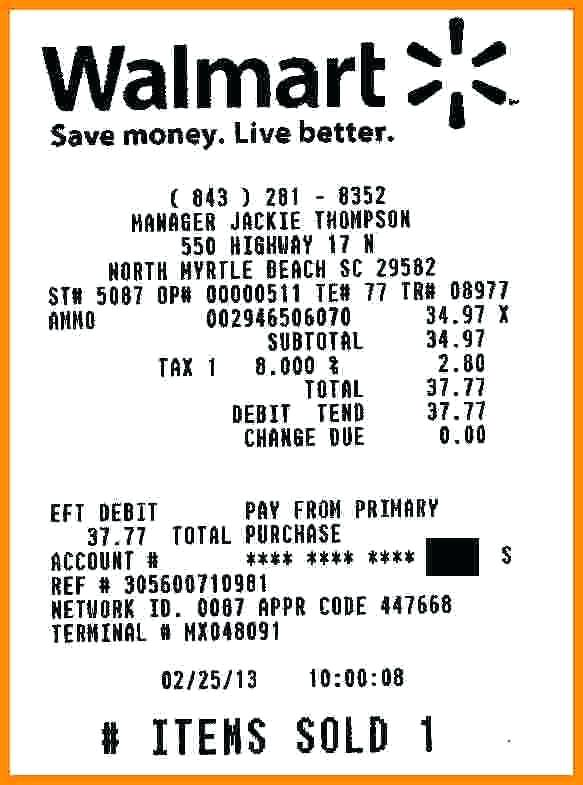 Walmart
Save money. Live better.
( 843 ) 281 - 8352
MANAGER JACKIE THOMPSON
550 HIGHWAY 17 N
NORTH MYRTLE BEACH SC 29582
ST# 5087 OP# 00000511 TE# 77 TR# 08977
AMMO 002946506070 34.97 X
SUBTOTAL 34.97
TAX 1 8.000 % 2.80
TOTAL 37.77
DEBIT TEND 37.77
CHANGE DUE 0.00
EFT DEBIT PAY FROM PRIMARY
37.77 TOTAL PURCHASE
ACCOUNT # **** **** **** S
REF # 305600710981
NETWORK ID. 0087 APPR CODE 447668
TERMINAL # MX048091
02/25/13 10:00:08
# ITEMS SOLD 1